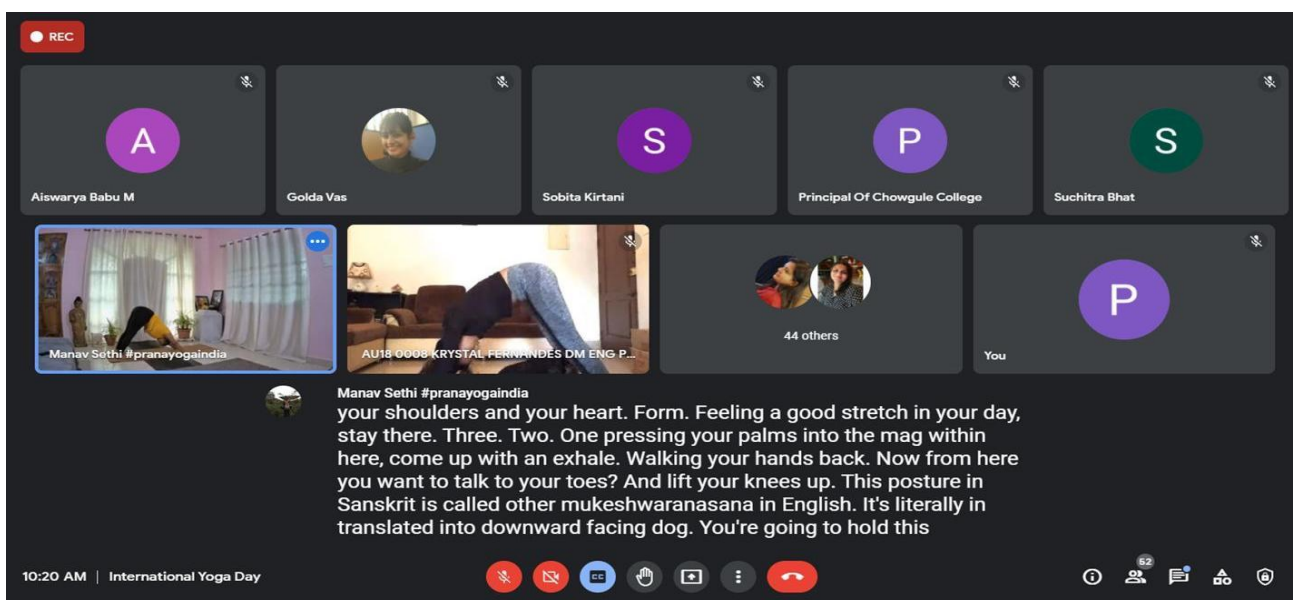 REC
A
Aiswarya Babu M
Golda Vas
S
Sobita Kirtani
P
Principal Of Chowgule College
S
Suchitra Bhat
Manav Sethi #pranayogaindia
AU18 0008 KRYSTAL FERNANDES DM ENG P...
44 others
P
You
Manav Sethi #pranayogaindia
your shoulders and your heart. Form. Feeling a good stretch in your day,
stay there. Three. Two. One pressing your palms into the mag within
here, come up with an exhale. Walking your hands back. Now from here
you want to talk to your toes? And lift your knees up. This posture in
Sanskrit is called other mukeshwaranasana in English. It's literally in
translated into downward facing dog. You're going to hold this
10:20 AM | International Yoga Day
CC
52